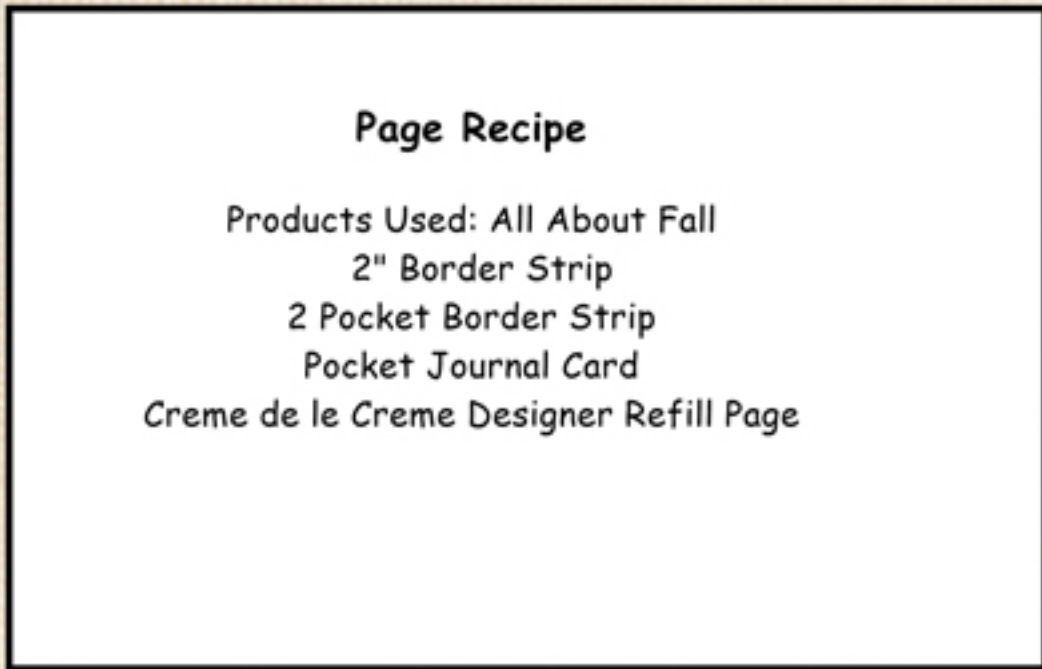 Page Recipe
Products Used: All About Fall
2" Border Strip
2 Pocket Border Strip
Pocket Journal Card
Creme de le Creme Designer Refill Page